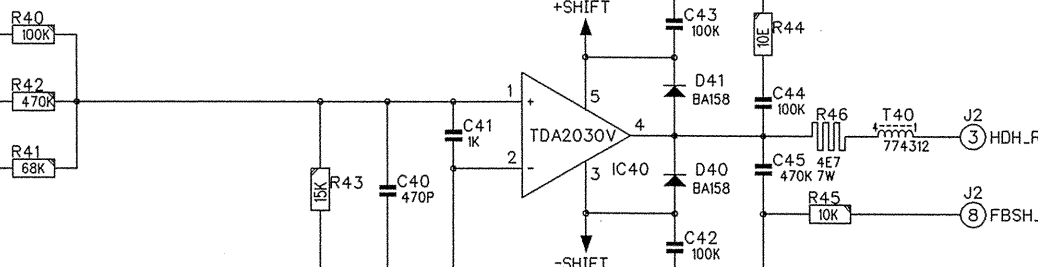 +SHIFT
R40
100K
C43
100K
R44
10E
R42
470K
1
+
5
D41
BA158
C44
100K
R46
T40
J2
3
HDH_R
C41
1K
TDA2030V
4
4E7
7W
774312
R41
68K
2
-
3
IC40
D40
BA158
C45
470K
R43
15K
C40
470P
R45
10K
J2
8
FBSH_
C42
100K
-SHIFT